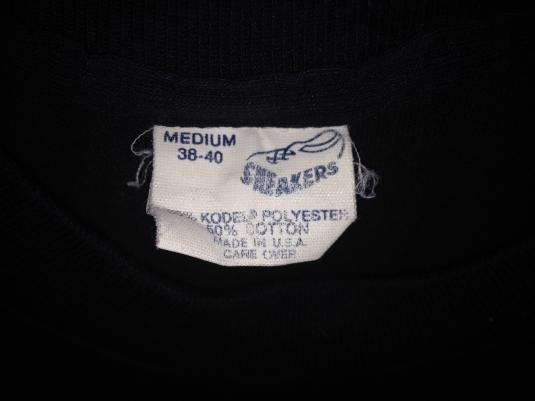 MEDIUM
38-40
SNEAKERS
% KODEL® POLYESTER
50% COTTON
MADE IN U.S.A.
CARE OVER